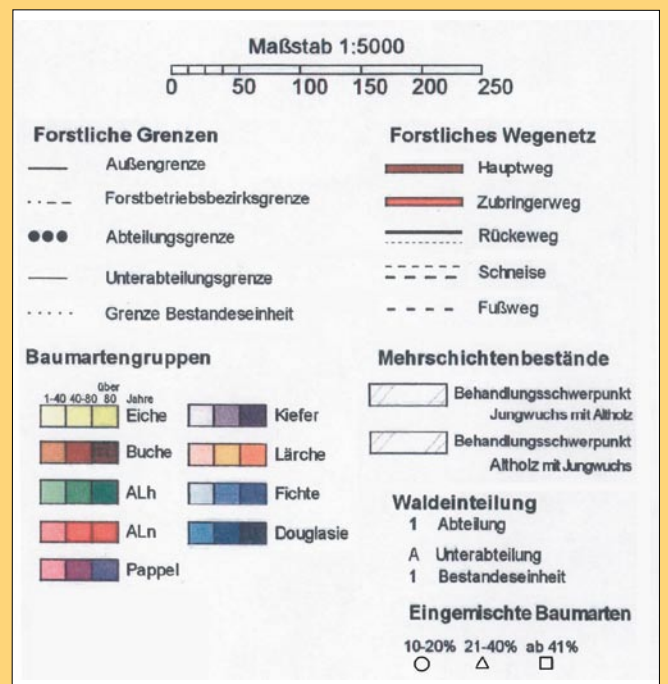 Maßstab 1:5000
0 50 100 150 200 250
Forstliche Grenzen
Außengrenze
Forstbetriebsbezirksgrenze
Abteilungsgrenze
Unterabteilungsgrenze
Grenze Bestandeseinheit
Forstliches Wegenetz
Hauptweg
Zubringerweg
Rückeweg
Schneise
Fußweg
Baumartengruppen
über
1-40 40-80 80 Jahre
Eiche
Buche
ALh
ALn
Pappel
Kiefer
Lärche
Fichte
Douglasie
Mehrschichtenbestände
Behandlungsschwerpunkt
Jungwuchs mit Altholz
Behandlungsschwerpunkt
Altholz mit Jungwuchs
Waldeinteilung
1 Abteilung
A Unterabteilung
1 Bestandeseinheit
Eingemischte Baumarten
10-20% 21-40% ab 41%